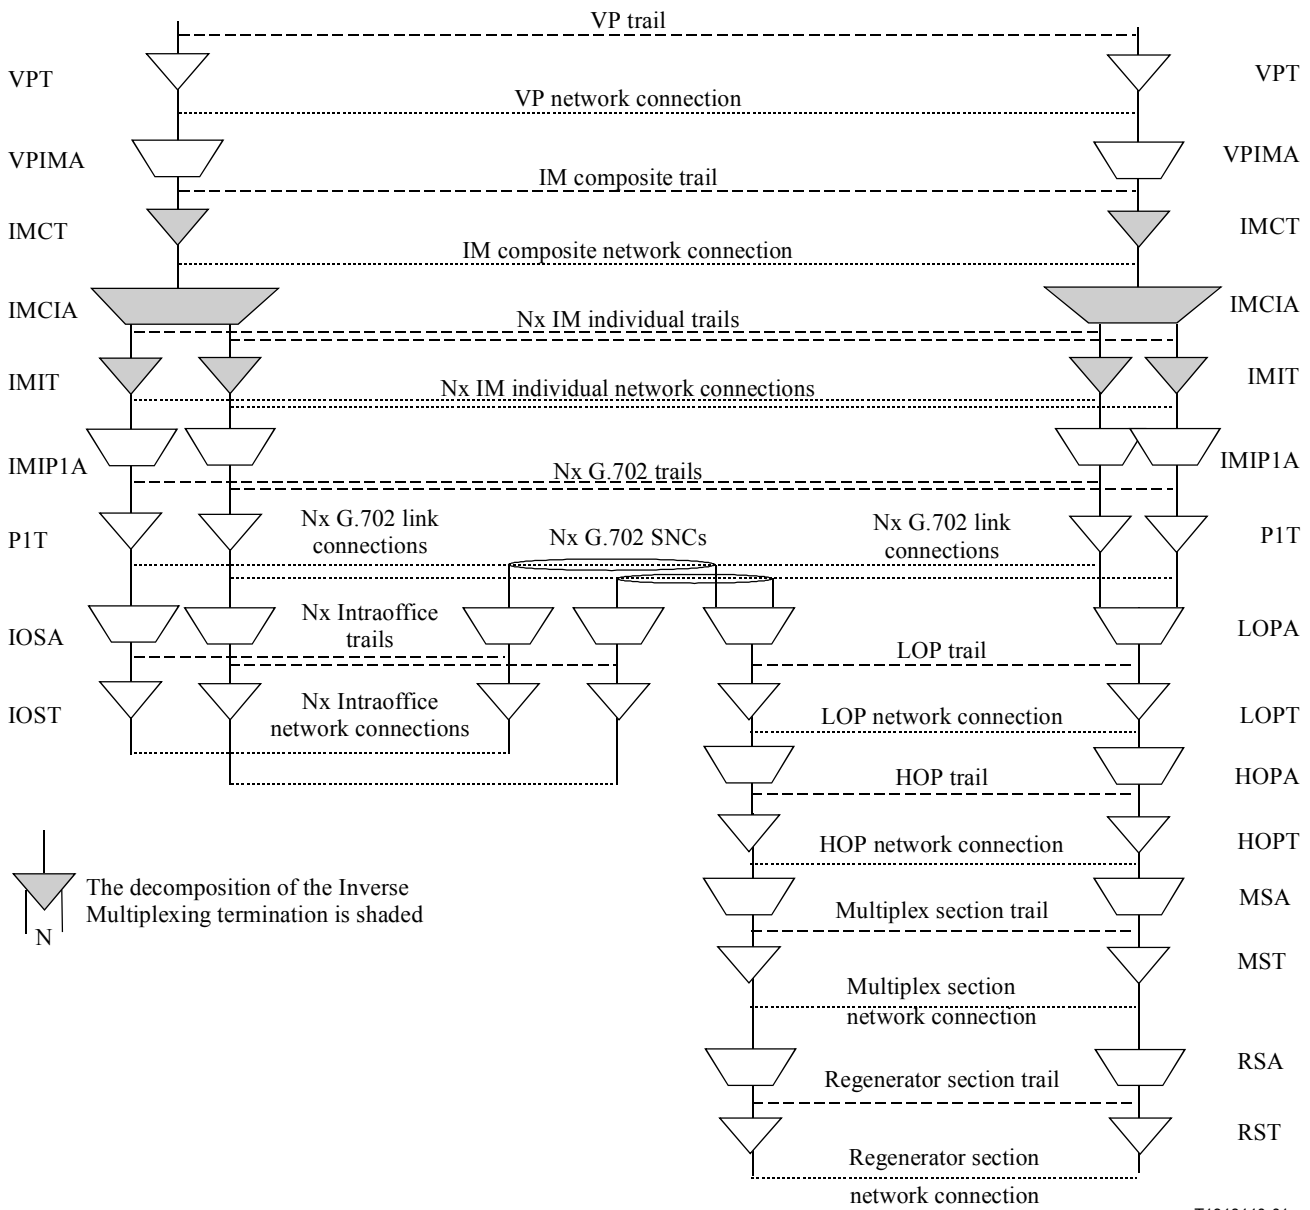 VP trail
VPT
VPT
VP network connection
VPIMA
VPIMA
IM composite trail
IMCT
IMCT
IM composite network connection
IMCIA
IMCIA
Nx IM individual trails
IMIT
IMIT
Nx IM individual network connections
IMIP1A
IMIP1A
Nx G.702 trails
Nx G.702 link
connections
Nx G.702 SNCs
Nx G.702 link
connections
P1T
P1T
Nx Intraoffice
trails
IOSA
LOPA
LOP trail
Nx Intraoffice
network connections
IOST
LOPT
LOP network connection
HOP trail
HOPA
HOP network connection
HOPT
The decomposition of the Inverse
Multiplexing termination is shaded
N
MSA
Multiplex section trail
MST
Multiplex section
network connection
RSA
Regenerator section trail
RST
Regenerator section
network connection